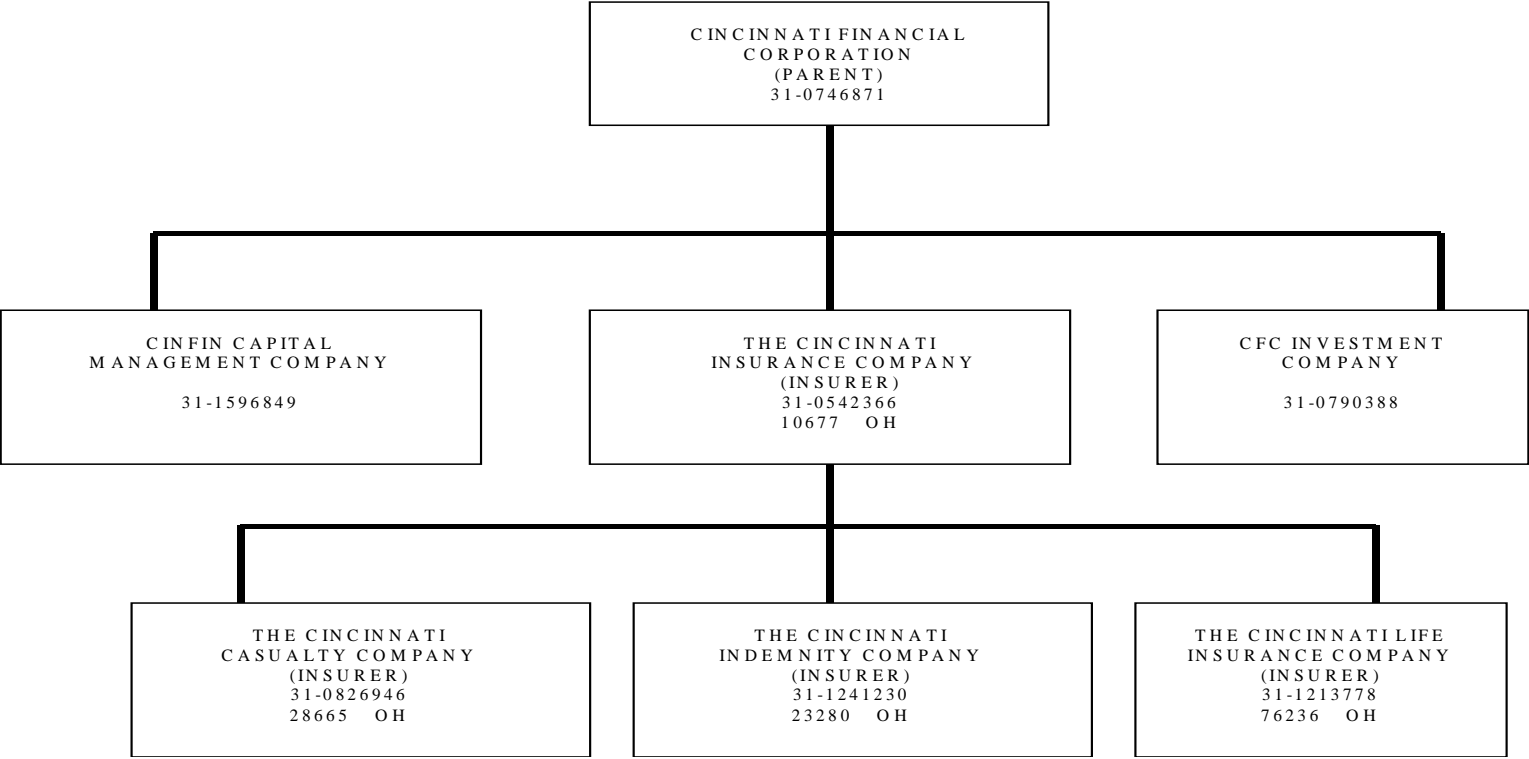 CINCINNATI FINANCIAL
CORPORATION
(PARENT)
31-0746871
CINFIN CAPITAL
MANAGEMENT COMPANY
31-1596849
THE CINCINNATI
INSURANCE COMPANY
(INSURER)
31-0542366
10677 OH
CFC INVESTMENT
COMPANY
31-0790388
THE CINCINNATI
CASUALTY COMPANY
(INSURER)
31-0826946
28665 OH
THE CINCINNATI
INDEMNITY COMPANY
(INSURER)
31-1241230
23280 OH
THE CINCINNATI LIFE
INSURANCE COMPANY
(INSURER)
31-1213778
76236 OH